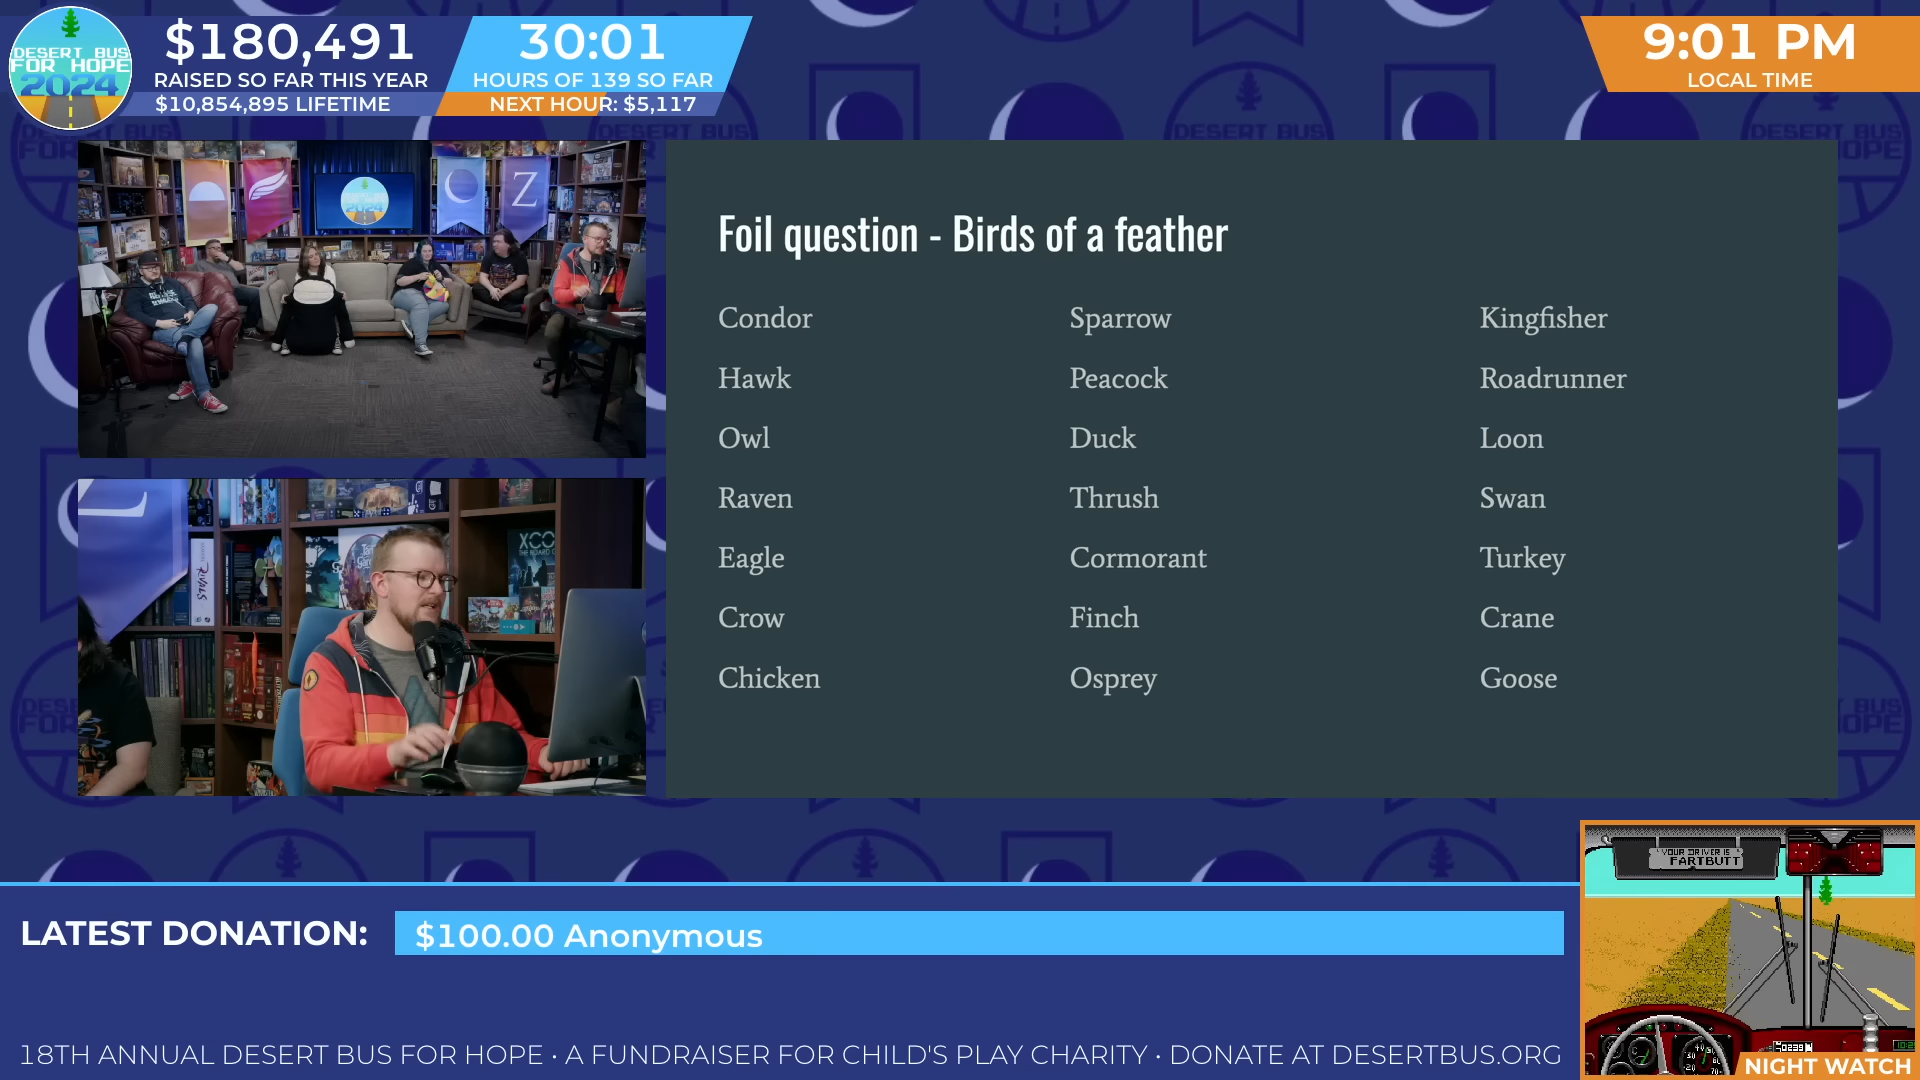 DESERT BUS
FOR HOPE
2024
$180,491
RAISED SO FAR THIS YEAR
$10,854,895 LIFETIME
30:01
HOURS OF 139 SO FAR
NEXT HOUR: $5,117
9:01 PM
LOCAL TIME
Z
XCO
Foil question - Birds of a feather
Condor
Hawk
Owl
Raven
Eagle
Crow
Chicken
Sparrow
Peacock
Duck
Thrush
Cormorant
Finch
Osprey
Kingfisher
Roadrunner
Loon
Swan
Turkey
Crane
Goose
YOUR DRIVER IS
FARTBUTT
LATEST DONATION:
$100.00 Anonymous
18TH ANNUAL DESERT BUS FOR HOPE • A FUNDRAISER FOR CHILD'S PLAY CHARITY • DONATE AT DESERTBUS.ORG
NIGHT WATCH